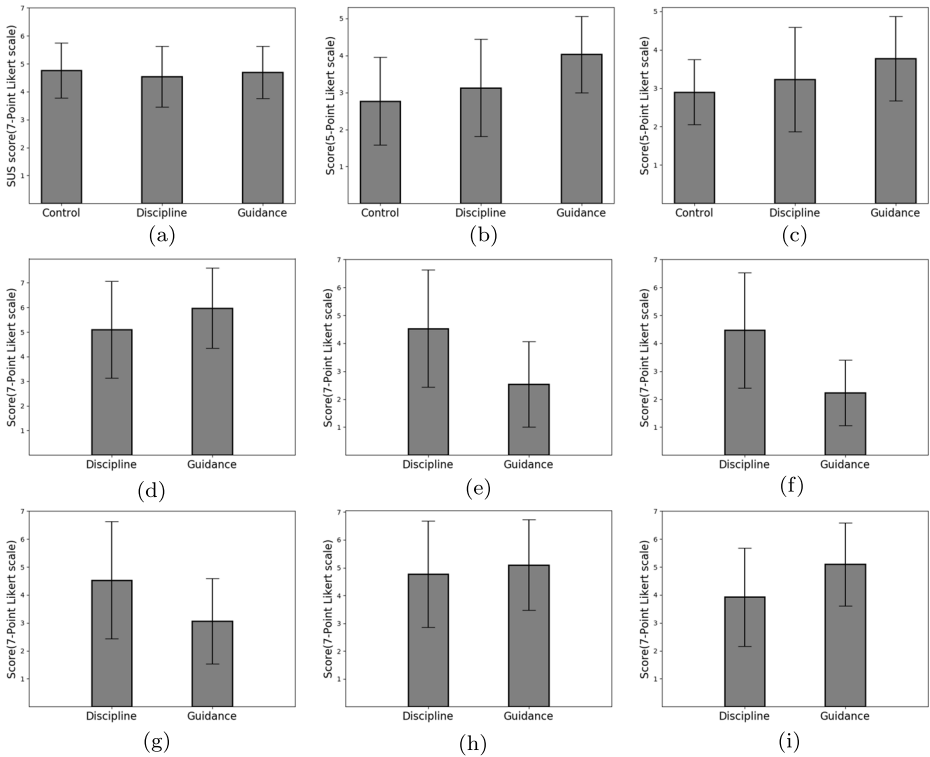 SUS score(7-Point Likert scale)
7
6
5
4
3
2
1
Control Discipline Guidance
(a)
Score(5-Point Likert scale)
5
4
3
2
1
Control Discipline Guidance
(b)
Score(5-Point Likert scale)
5
4
3
2
1
Control Discipline Guidance
(c)
Score(7-Point Likert scale)
7
6
5
4
3
2
1
Discipline Guidance
(d)
Score(7-Point Likert scale)
7
6
5
4
3
2
1
Discipline Guidance
(e)
Score(7-Point Likert scale)
7
6
5
4
3
2
1
Discipline Guidance
(f)
Score(7-Point Likert scale)
7
6
5
4
3
2
1
Discipline Guidance
(g)
Score(7-Point Likert scale)
7
6
5
4
3
2
1
Discipline Guidance
(h)
Score(7-Point Likert scale)
7
6
5
4
3
2
1
Discipline Guidance
(i)